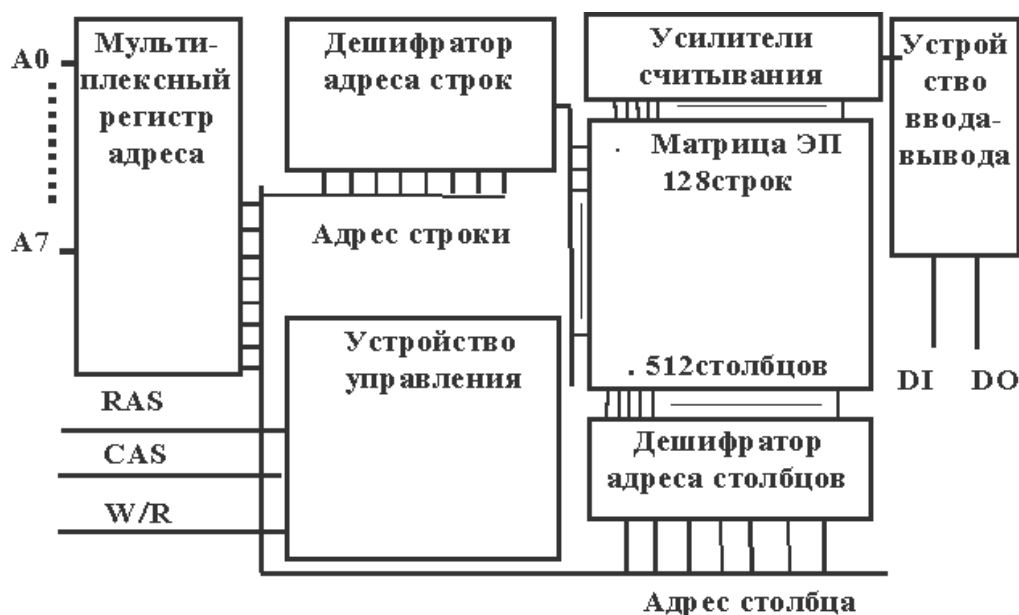 A0
A7
Мульти-
плексный
регистр
адреса
Дешифратор
адреса строк
Усилители
считывания
Устрой
ство
ввода-
вывода
. Матрица ЭП
128строк
. 512столбцов
Адрес строки
Устройство
управления
RAS
CAS
W/R
DI DO
Дешифратор
адреса столбцов
Адрес столбца